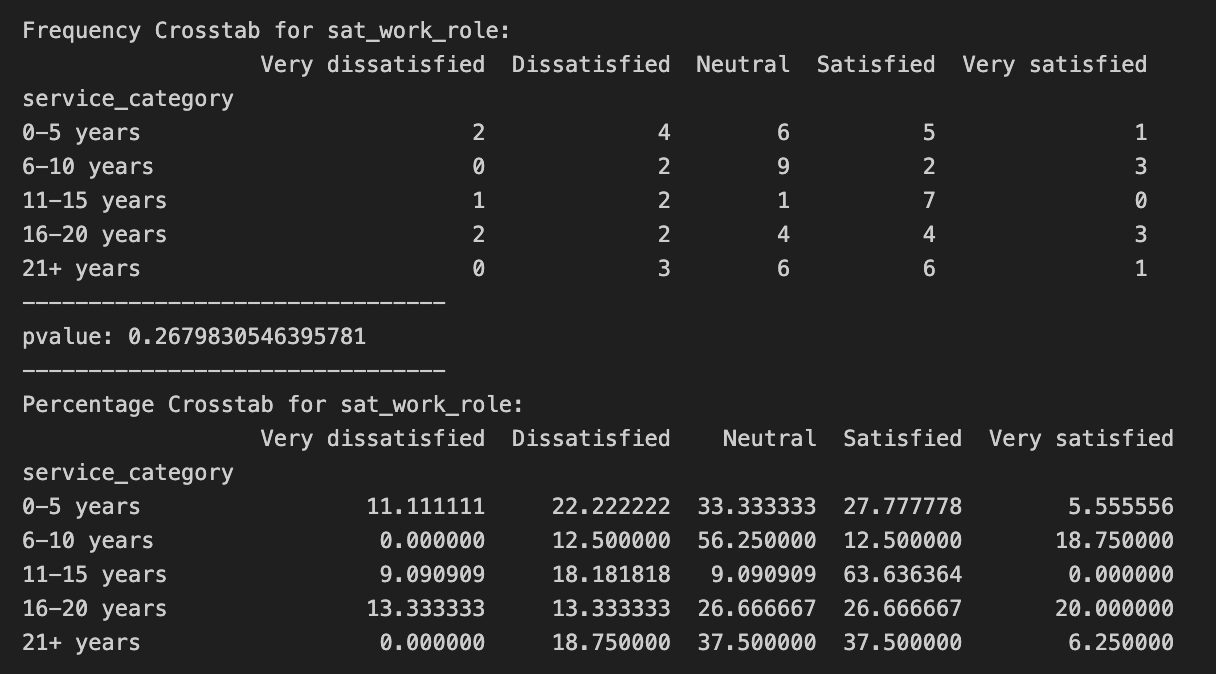 Frequency Crosstab for sat_work_role:
Very dissatisfied Dissatisfied Neutral Satisfied Very satisfied
service_category
0-5 years 2 4 6 5 1
6-10 years 0 2 9 2 3
11-15 years 1 2 1 7 0
16-20 years 2 2 4 4 3
21+ years 0 3 6 6 1
--------------------------------
pvalue: 0.2679830546395781
--------------------------------
Percentage Crosstab for sat_work_role:
Very dissatisfied Dissatisfied Neutral Satisfied Very satisfied
service_category
0-5 years 11.111111 22.222222 33.333333 27.777778 5.555556
6-10 years 0.000000 12.500000 56.250000 12.500000 18.750000
11-15 years 9.090909 18.181818 9.090909 63.636364 0.000000
16-20 years 13.333333 13.333333 26.666667 26.666667 20.000000
21+ years 0.000000 18.750000 37.500000 37.500000 6.250000